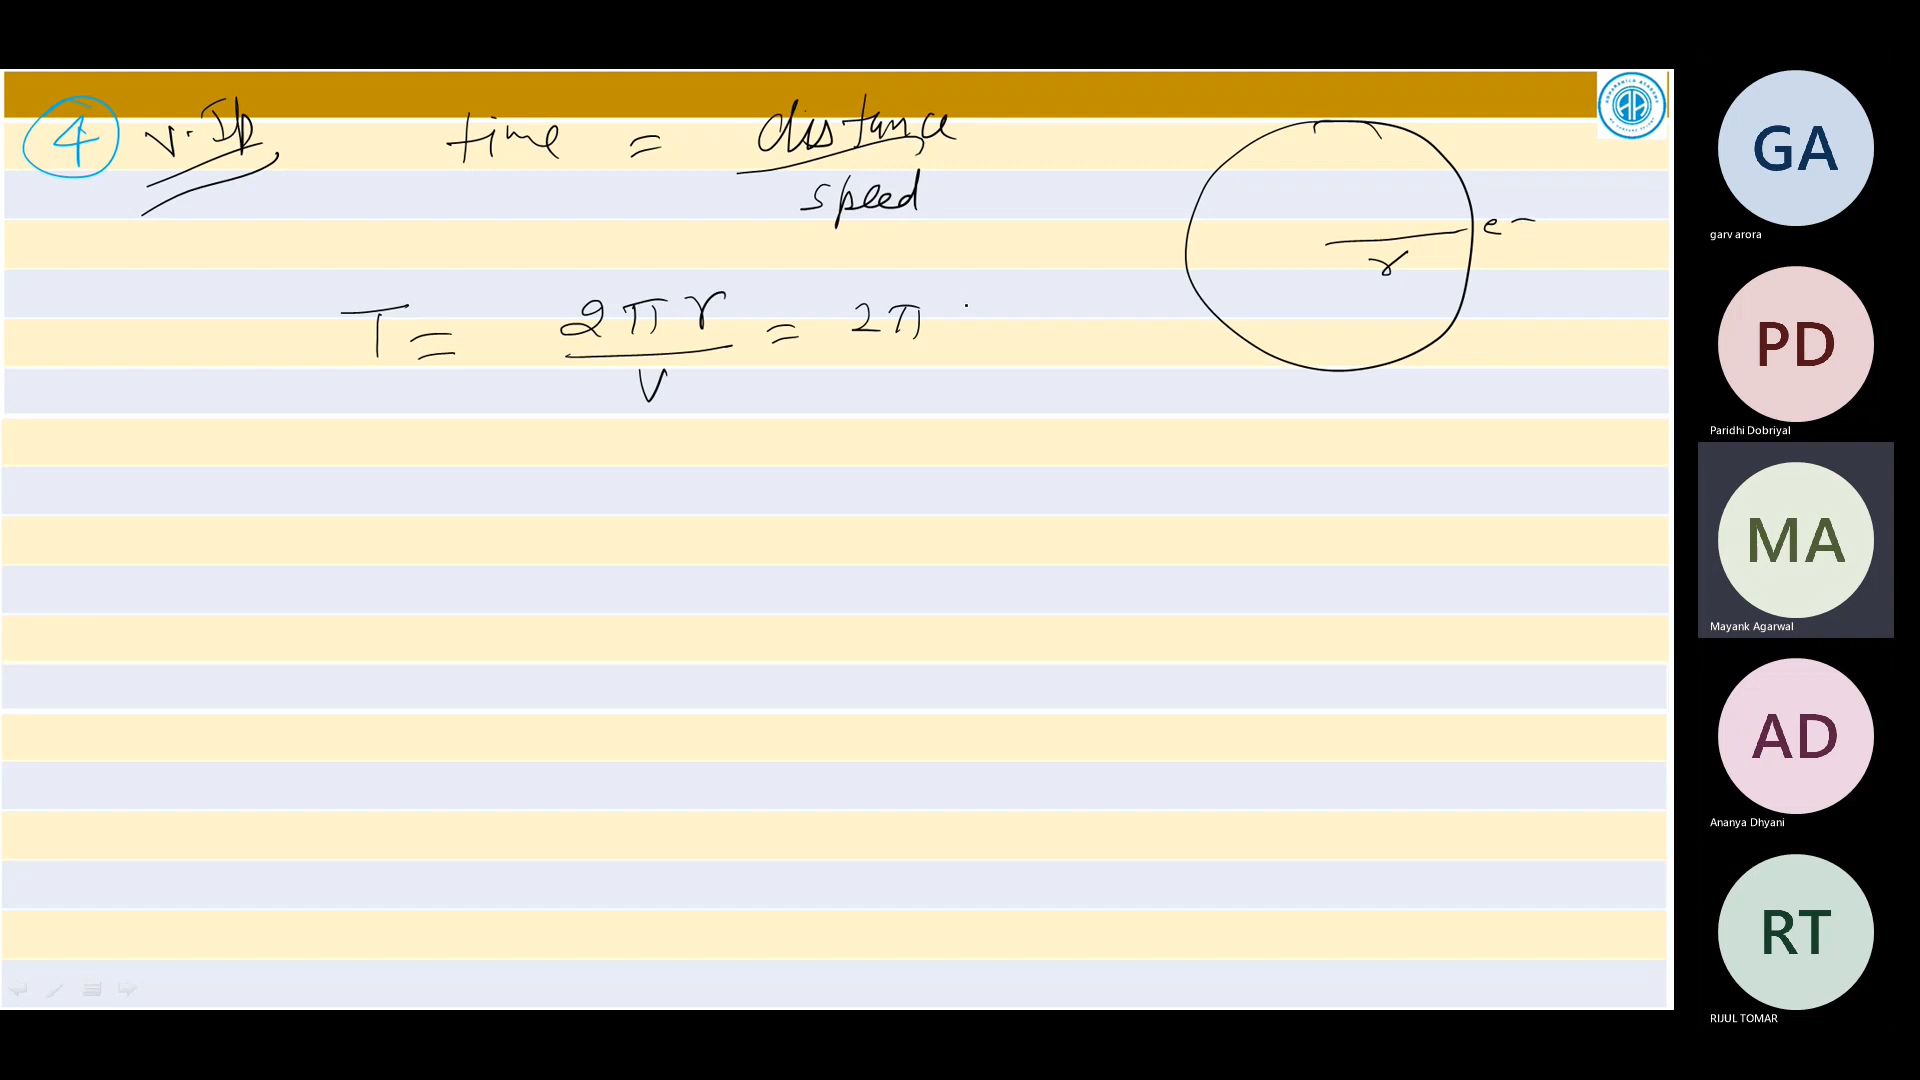 4 V.Ip time = distance / speed
e-
r
T = 2πr / v = 2π
GA
garv arora
PD
Paridhi Dobriyal
MA
Mayank Agarwal
AD
Ananya Dhyani
RT
RIJUL TOMAR